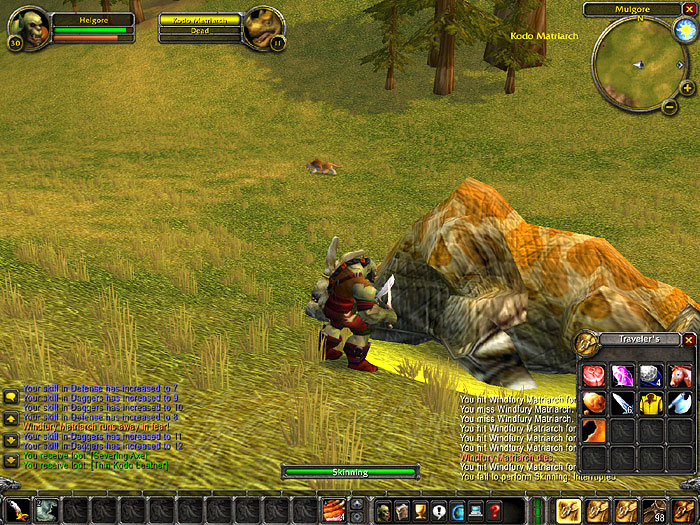 Helgore
30
Kodo Matriarch
Dead
11
Kodo Matriarch
Mulgore
N
Traveler's
4
6
Your skill in Defense has increased to 7
Your skill in Daggers has increased to 9
Your skill in Daggers has increased to 10
Your skill in Defense has increased to 8
Windfury Matriarch runs away in fear!
Your skill in Daggers has increased to 11
Your skill in Daggers has increased to 12
You receive loot: [Severing Axe]
You receive loot: [Thin Kodo Leather]
You hit Windfury Matriarch for
You miss Windfury Matriarch.
You miss Windfury Matriarch.
You hit Windfury Matriarch for
You hit Windfury Matriarch for
You hit Windfury Matriarch for
Windfury Matriarch dies
You hit Windfury Matriarch for
You fail to perform Skinning: Interrupted
Skinning
4
98